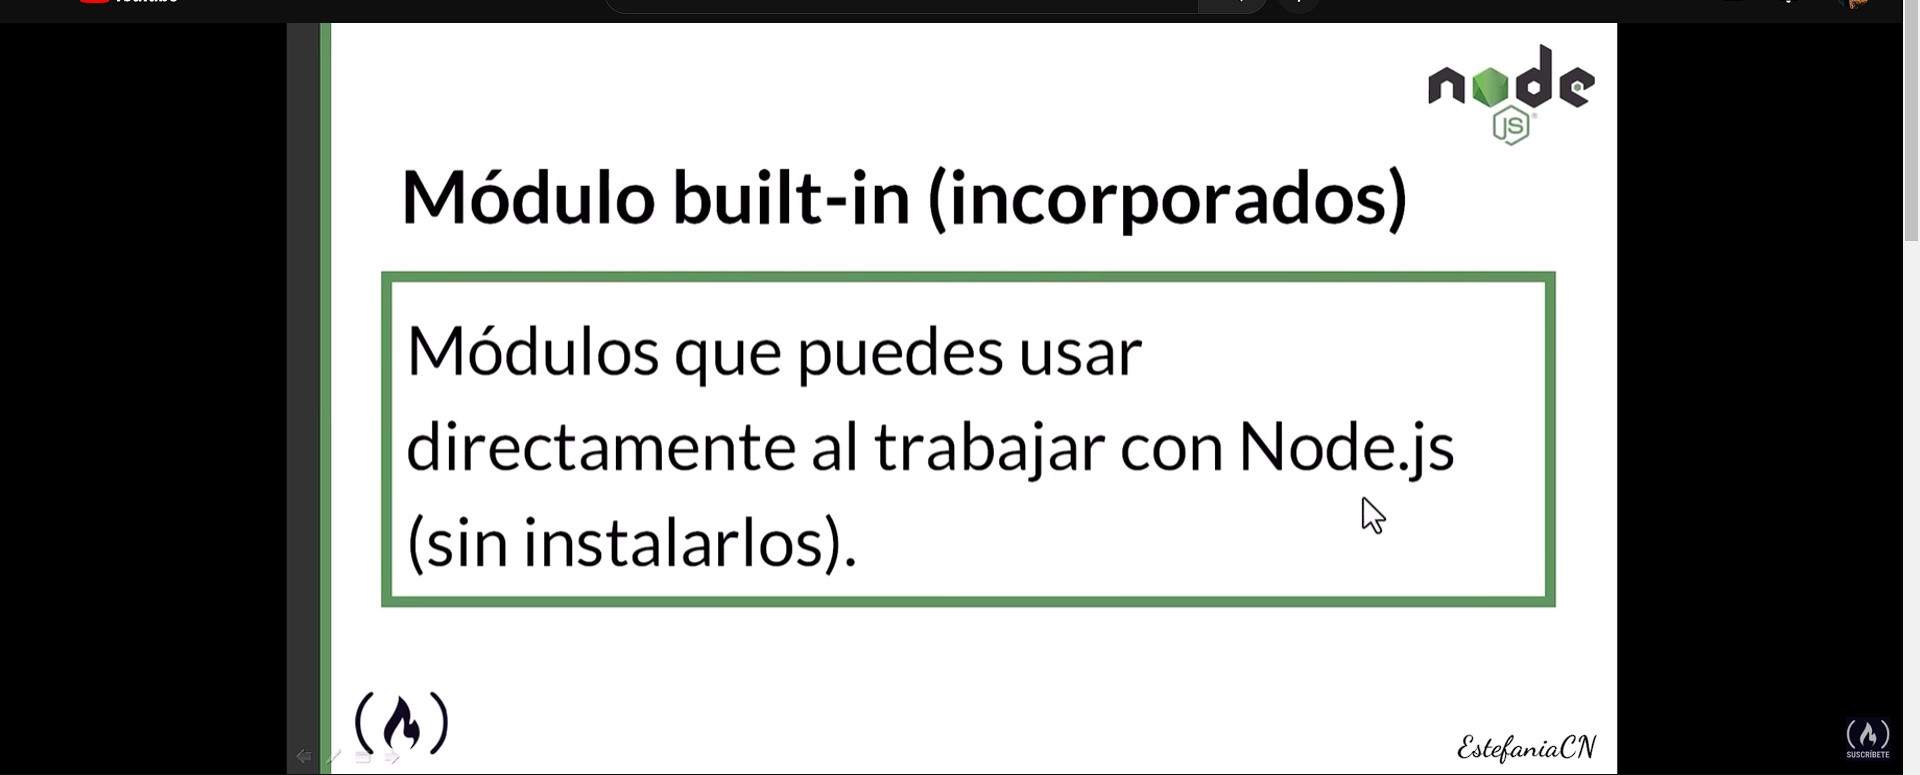 node
JS
Módulo built-in (incorporados)
Módulos que puedes usar
directamente al trabajar con Node.js
(sin instalarlos).
EstefaniaCN
SUSCRÍBETE